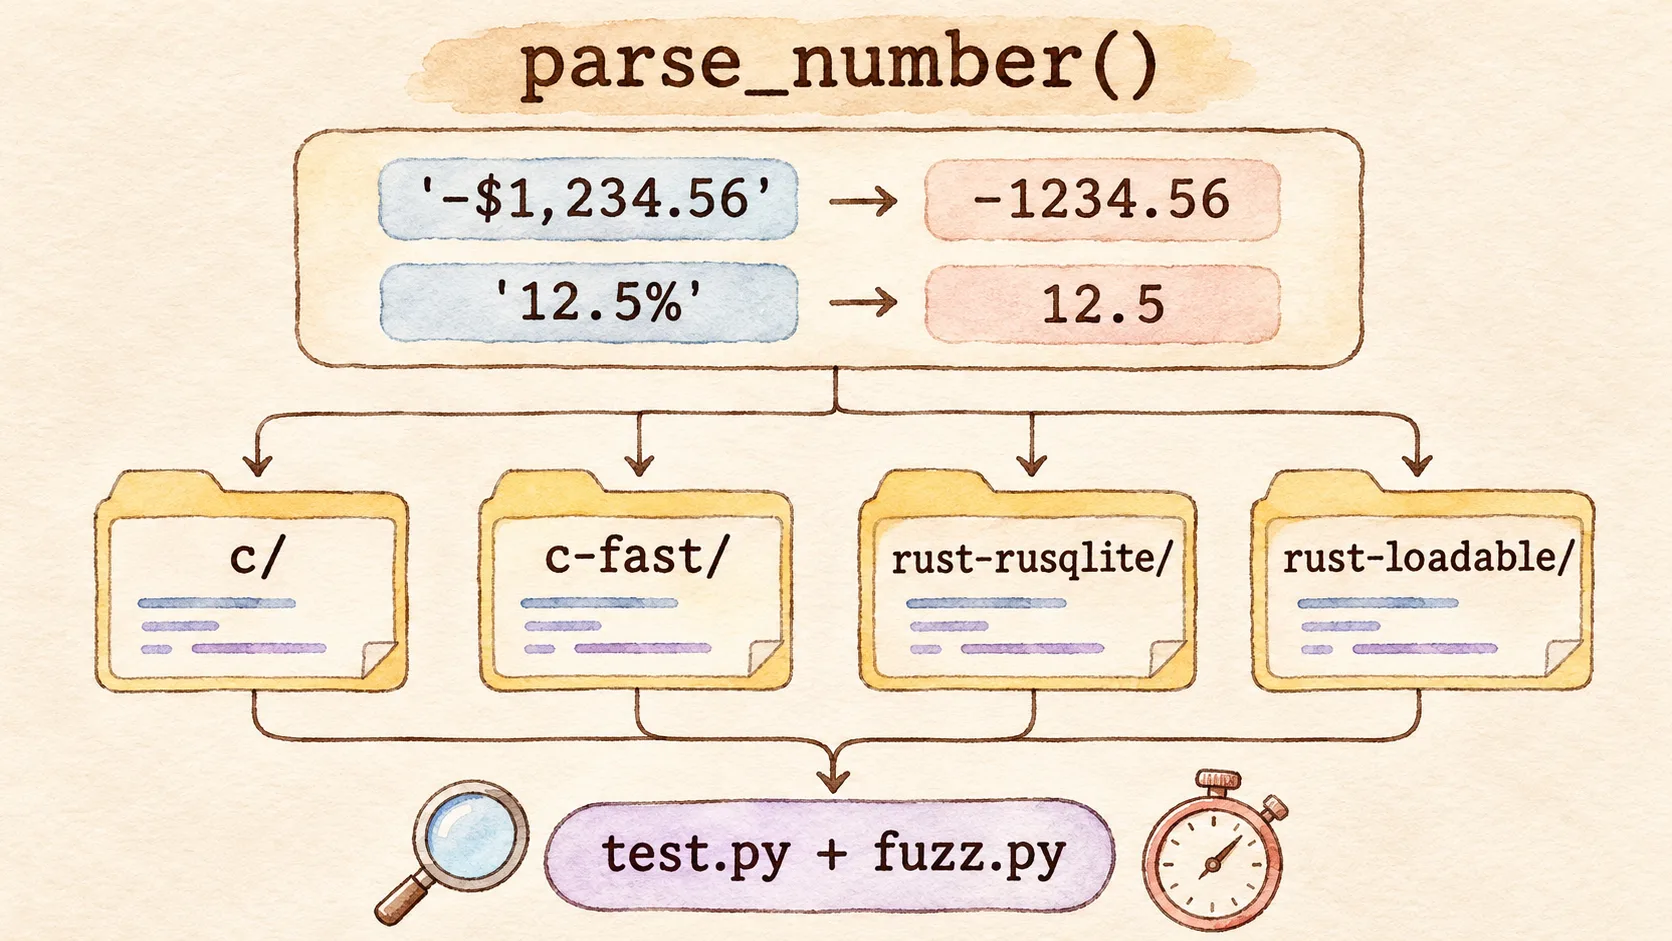 parse_number()
'-$1,234.56' → -1234.56
'12.5%' → 12.5
c/
c-fast/
rust-rusqlite/
rust-loadable/
test.py + fuzz.py